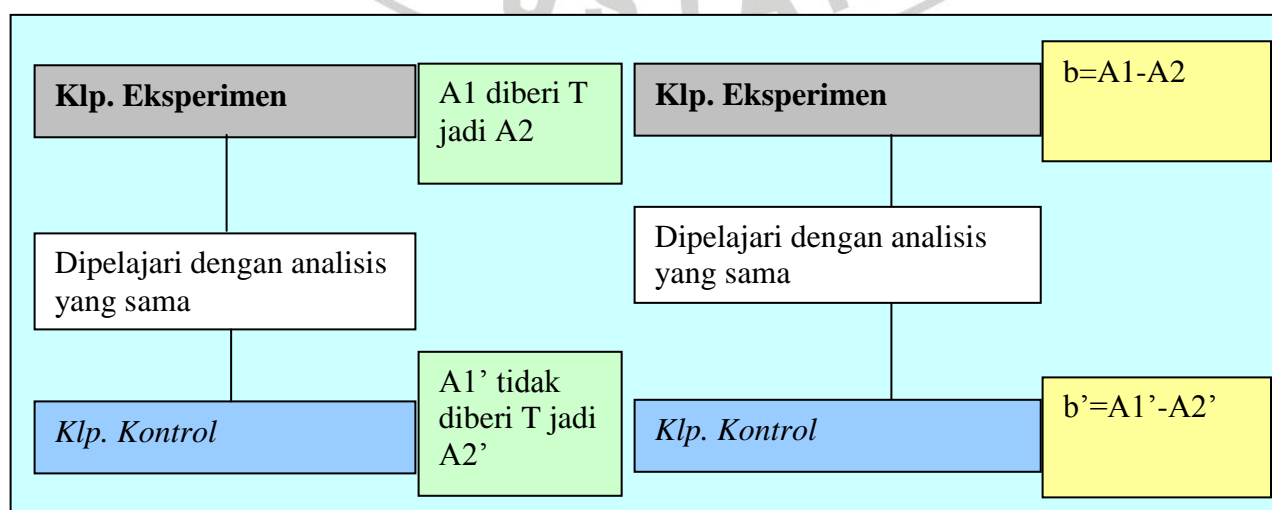 Klp. Eksperimen
A1 diberi T
jadi A2
Dipelajari dengan analisis
yang sama
Klp. Kontrol
A1’ tidak
diberi T jadi
A2’
Klp. Eksperimen
b=A1-A2
Dipelajari dengan analisis
yang sama
Klp. Kontrol
b’=A1’-A2’